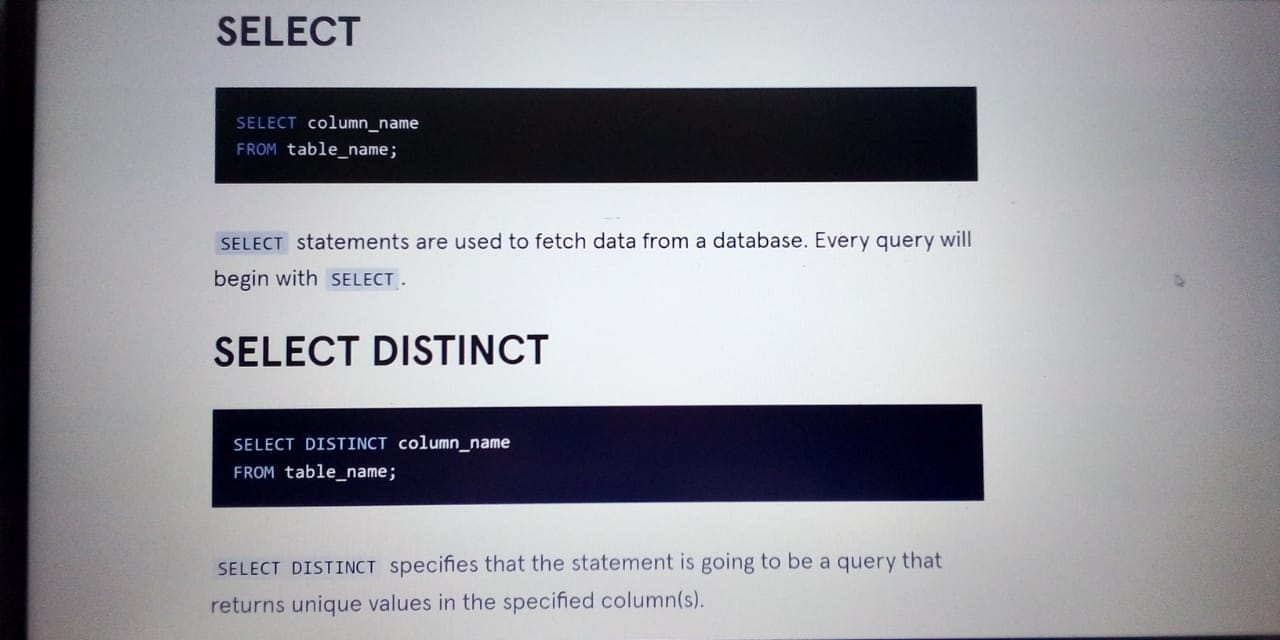 SELECT
SELECT column_name
FROM table_name;
SELECT statements are used to fetch data from a database. Every query will
begin with SELECT.
SELECT DISTINCT
SELECT DISTINCT column_name
FROM table_name;
SELECT DISTINCT specifies that the statement is going to be a query that
returns unique values in the specified column(s).